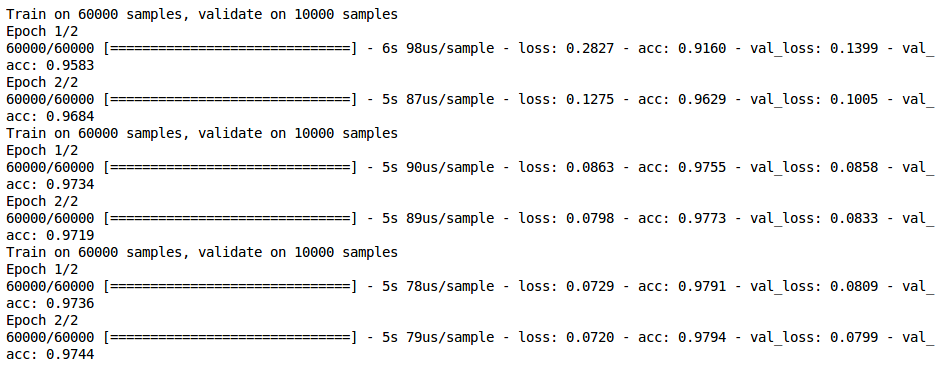 Train on 60000 samples, validate on 10000 samples
Epoch 1/2
60000/60000 [==============================] - 6s 98us/sample - loss: 0.2827 - acc: 0.9160 - val_loss: 0.1399 - val_
acc: 0.9583
Epoch 2/2
60000/60000 [==============================] - 5s 87us/sample - loss: 0.1275 - acc: 0.9629 - val_loss: 0.1005 - val_
acc: 0.9684
Train on 60000 samples, validate on 10000 samples
Epoch 1/2
60000/60000 [==============================] - 5s 90us/sample - loss: 0.0863 - acc: 0.9755 - val_loss: 0.0858 - val_
acc: 0.9734
Epoch 2/2
60000/60000 [==============================] - 5s 89us/sample - loss: 0.0798 - acc: 0.9773 - val_loss: 0.0833 - val_
acc: 0.9719
Train on 60000 samples, validate on 10000 samples
Epoch 1/2
60000/60000 [==============================] - 5s 78us/sample - loss: 0.0729 - acc: 0.9791 - val_loss: 0.0809 - val_
acc: 0.9736
Epoch 2/2
60000/60000 [==============================] - 5s 79us/sample - loss: 0.0720 - acc: 0.9794 - val_loss: 0.0799 - val_
acc: 0.9744